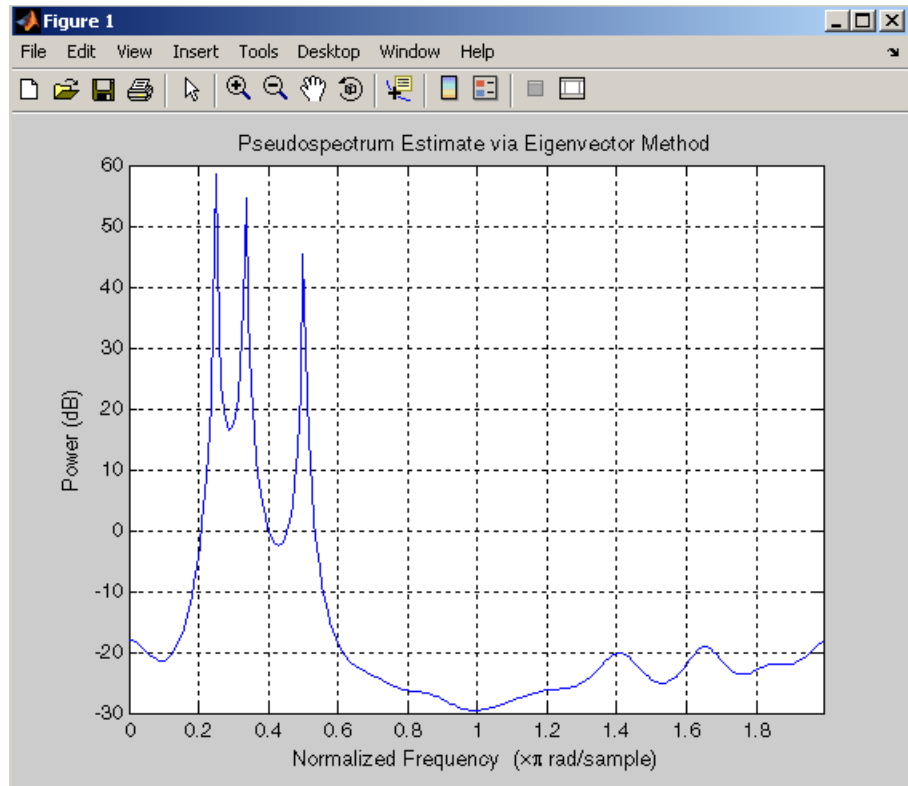 Figure 1
File Edit View Insert Tools Desktop Window Help
Pseudospectrum Estimate via Eigenvector Method
60
50
40
30
20
10
0
-10
-20
-30
Power (dB)
0 0.2 0.4 0.6 0.8 1 1.2 1.4 1.6 1.8
Normalized Frequency (×π rad/sample)